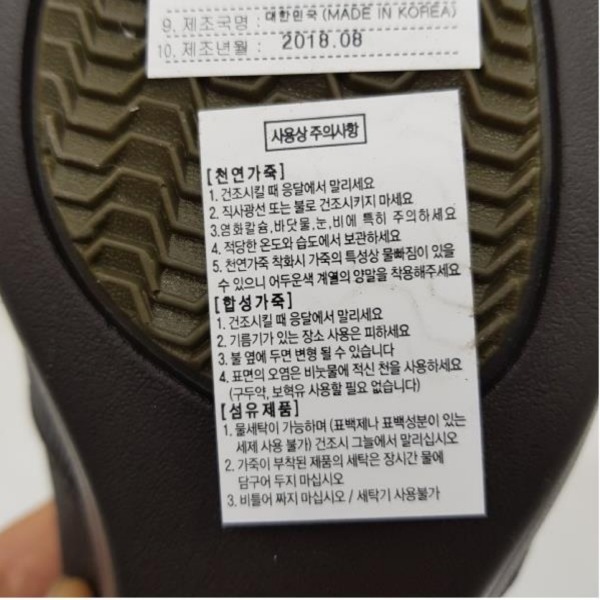 9. 제조국명 : 대한민국 (MADE IN KOREA)
10. 제조년월 : 2018.08
사용상 주의사항
[천연가죽]
1. 건조시킬 때 응달에서 말리세요
2. 직사광선 또는 불로 건조시키지 마세요
3.염화칼슘,바닷물,눈,비에 특히 주의하세요
4. 적당한 온도와 습도에서 보관하세요
5. 천연가죽 착화시 가죽의 특성상 물빠짐이 있을
수 있으니 어두운색 계열의 양말을 착용해주세요
[합성가죽]
1. 건조시킬 때 응달에서 말리세요
2. 기름기가 있는 장소 사용은 피하세요
3. 불 옆에 두면 변형 될 수 있습니다
4. 표면의 오염은 비눗물에 적신 천을 사용하세요
(구두약, 보혁유 사용할 필요 없습니다)
[섬유제품]
1. 물세탁이 가능하며 (표백제나 표백성분이 있는
세제 사용 불가) 건조시 그늘에서 말리십시오
2. 가죽이 부착된 제품의 세탁은 장시간 물에
담구어 두지 마십시오
3. 비틀어 짜지 마십시오 / 세탁기 사용불가